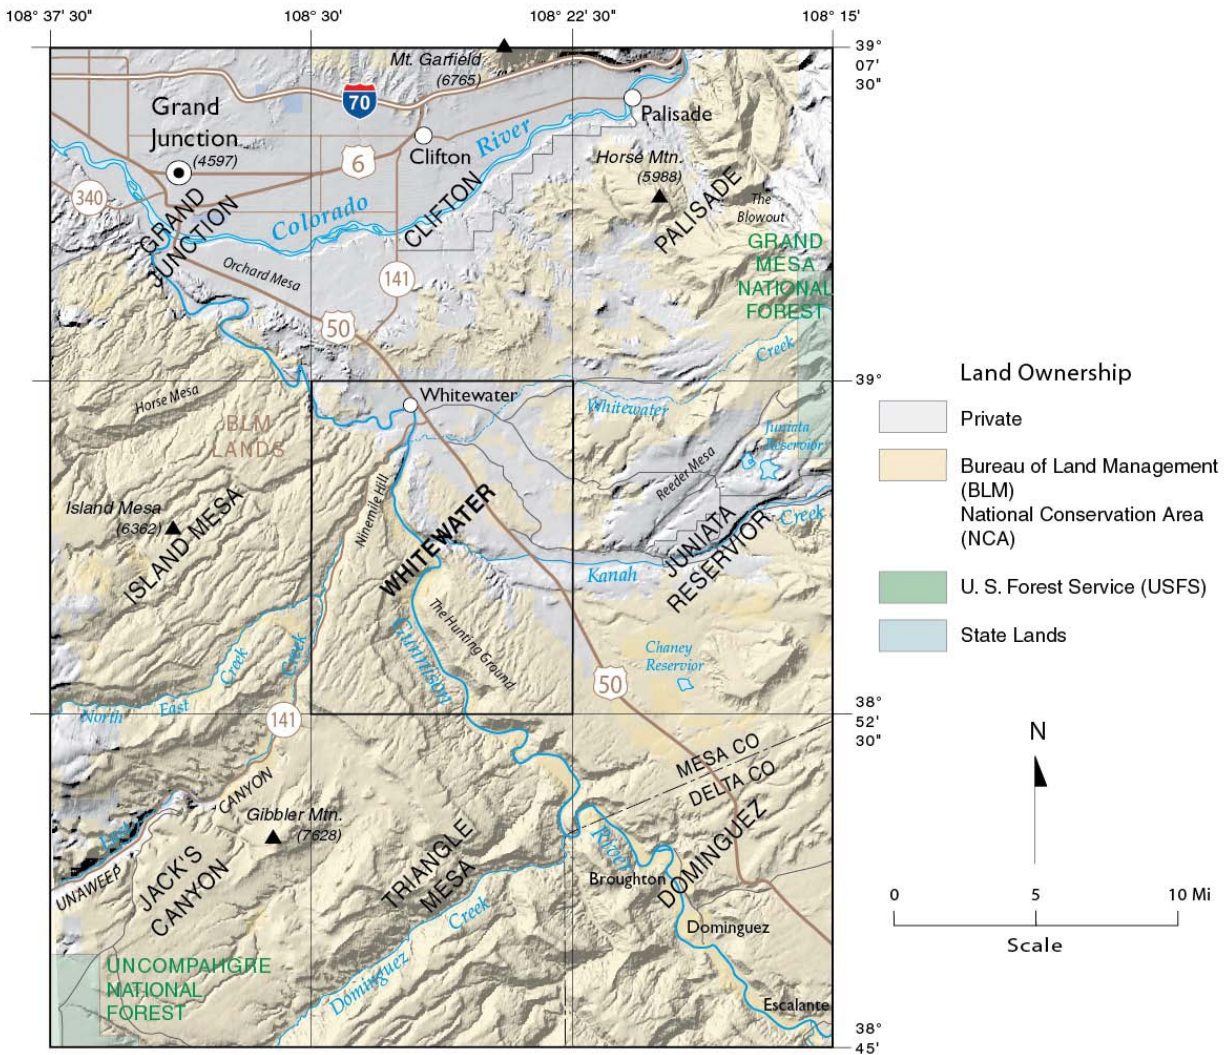 108° 37' 30"
108° 30'
108° 22' 30"
108° 15'
39°
07'
30"
Mt. Garfield
(6765)
70
Grand
Junction
(4597)
Palisade
River
Clifton
6
Horse Mtn.
(5988)
340
GRAND
JUNCTION
Colorado
CLIFTON
PALISADE
The
Blowout
GRAND
MESA
NATIONAL
FOREST
Orchard Mesa
141
50
Creek
39°
Whitewater
Horse Mesa
Whitewater
BLM
LANDS
Juniata
Reservior
Reeder Mesa
Island Mesa
(6362)
ISLAND MESA
Ninemile Hill
WHITEWATER
JUNIATA
RESERVIOR
Creek
Kanah
The Hunting Ground
Gunnison
Creek
Creek
Chaney
Reservior
50
North
East
141
38°
52'
30"
MESA CO
DELTA CO
CANYON
Gibbler Mtn.
(7628)
East
UNAWEEP
JACK'S
CANYON
TRIANGLE
MESA
River
DOMINGUEZ
Broughton
Creek
Dominguez
Dominguez
UNCOMPAHGRE
NATIONAL
FOREST
Escalante
38°
45'
Land Ownership
Private
Bureau of Land Management
(BLM)
National Conservation Area
(NCA)
U. S. Forest Service (USFS)
State Lands
N
0
5
10 Mi
Scale